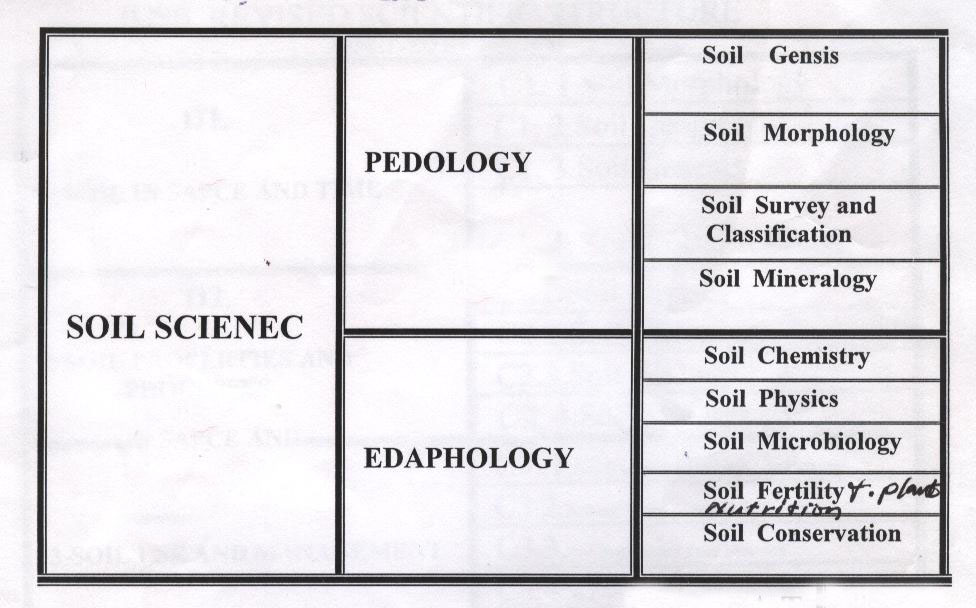 SOIL SCIENEC
PEDOLOGY
Soil Gensis
Soil Morphology
Soil Survey and
Classification
Soil Mineralogy
EDAPHOLOGY
Soil Chemistry
Soil Physics
Soil Microbiology
Soil Fertility &. plants
nutrition
Soil Conservation